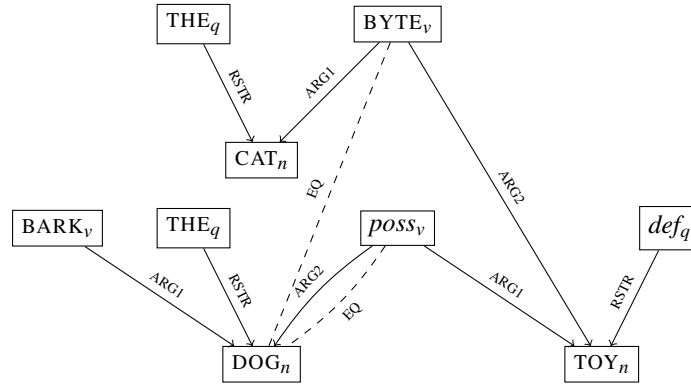 THEq BYTEv
RSTR ARG1
CATn
EQ ARG2
BARKv THEq possv defq
ARG1 RSTR ARG2 EQ ARG1 RSTR
DOGn TOYn